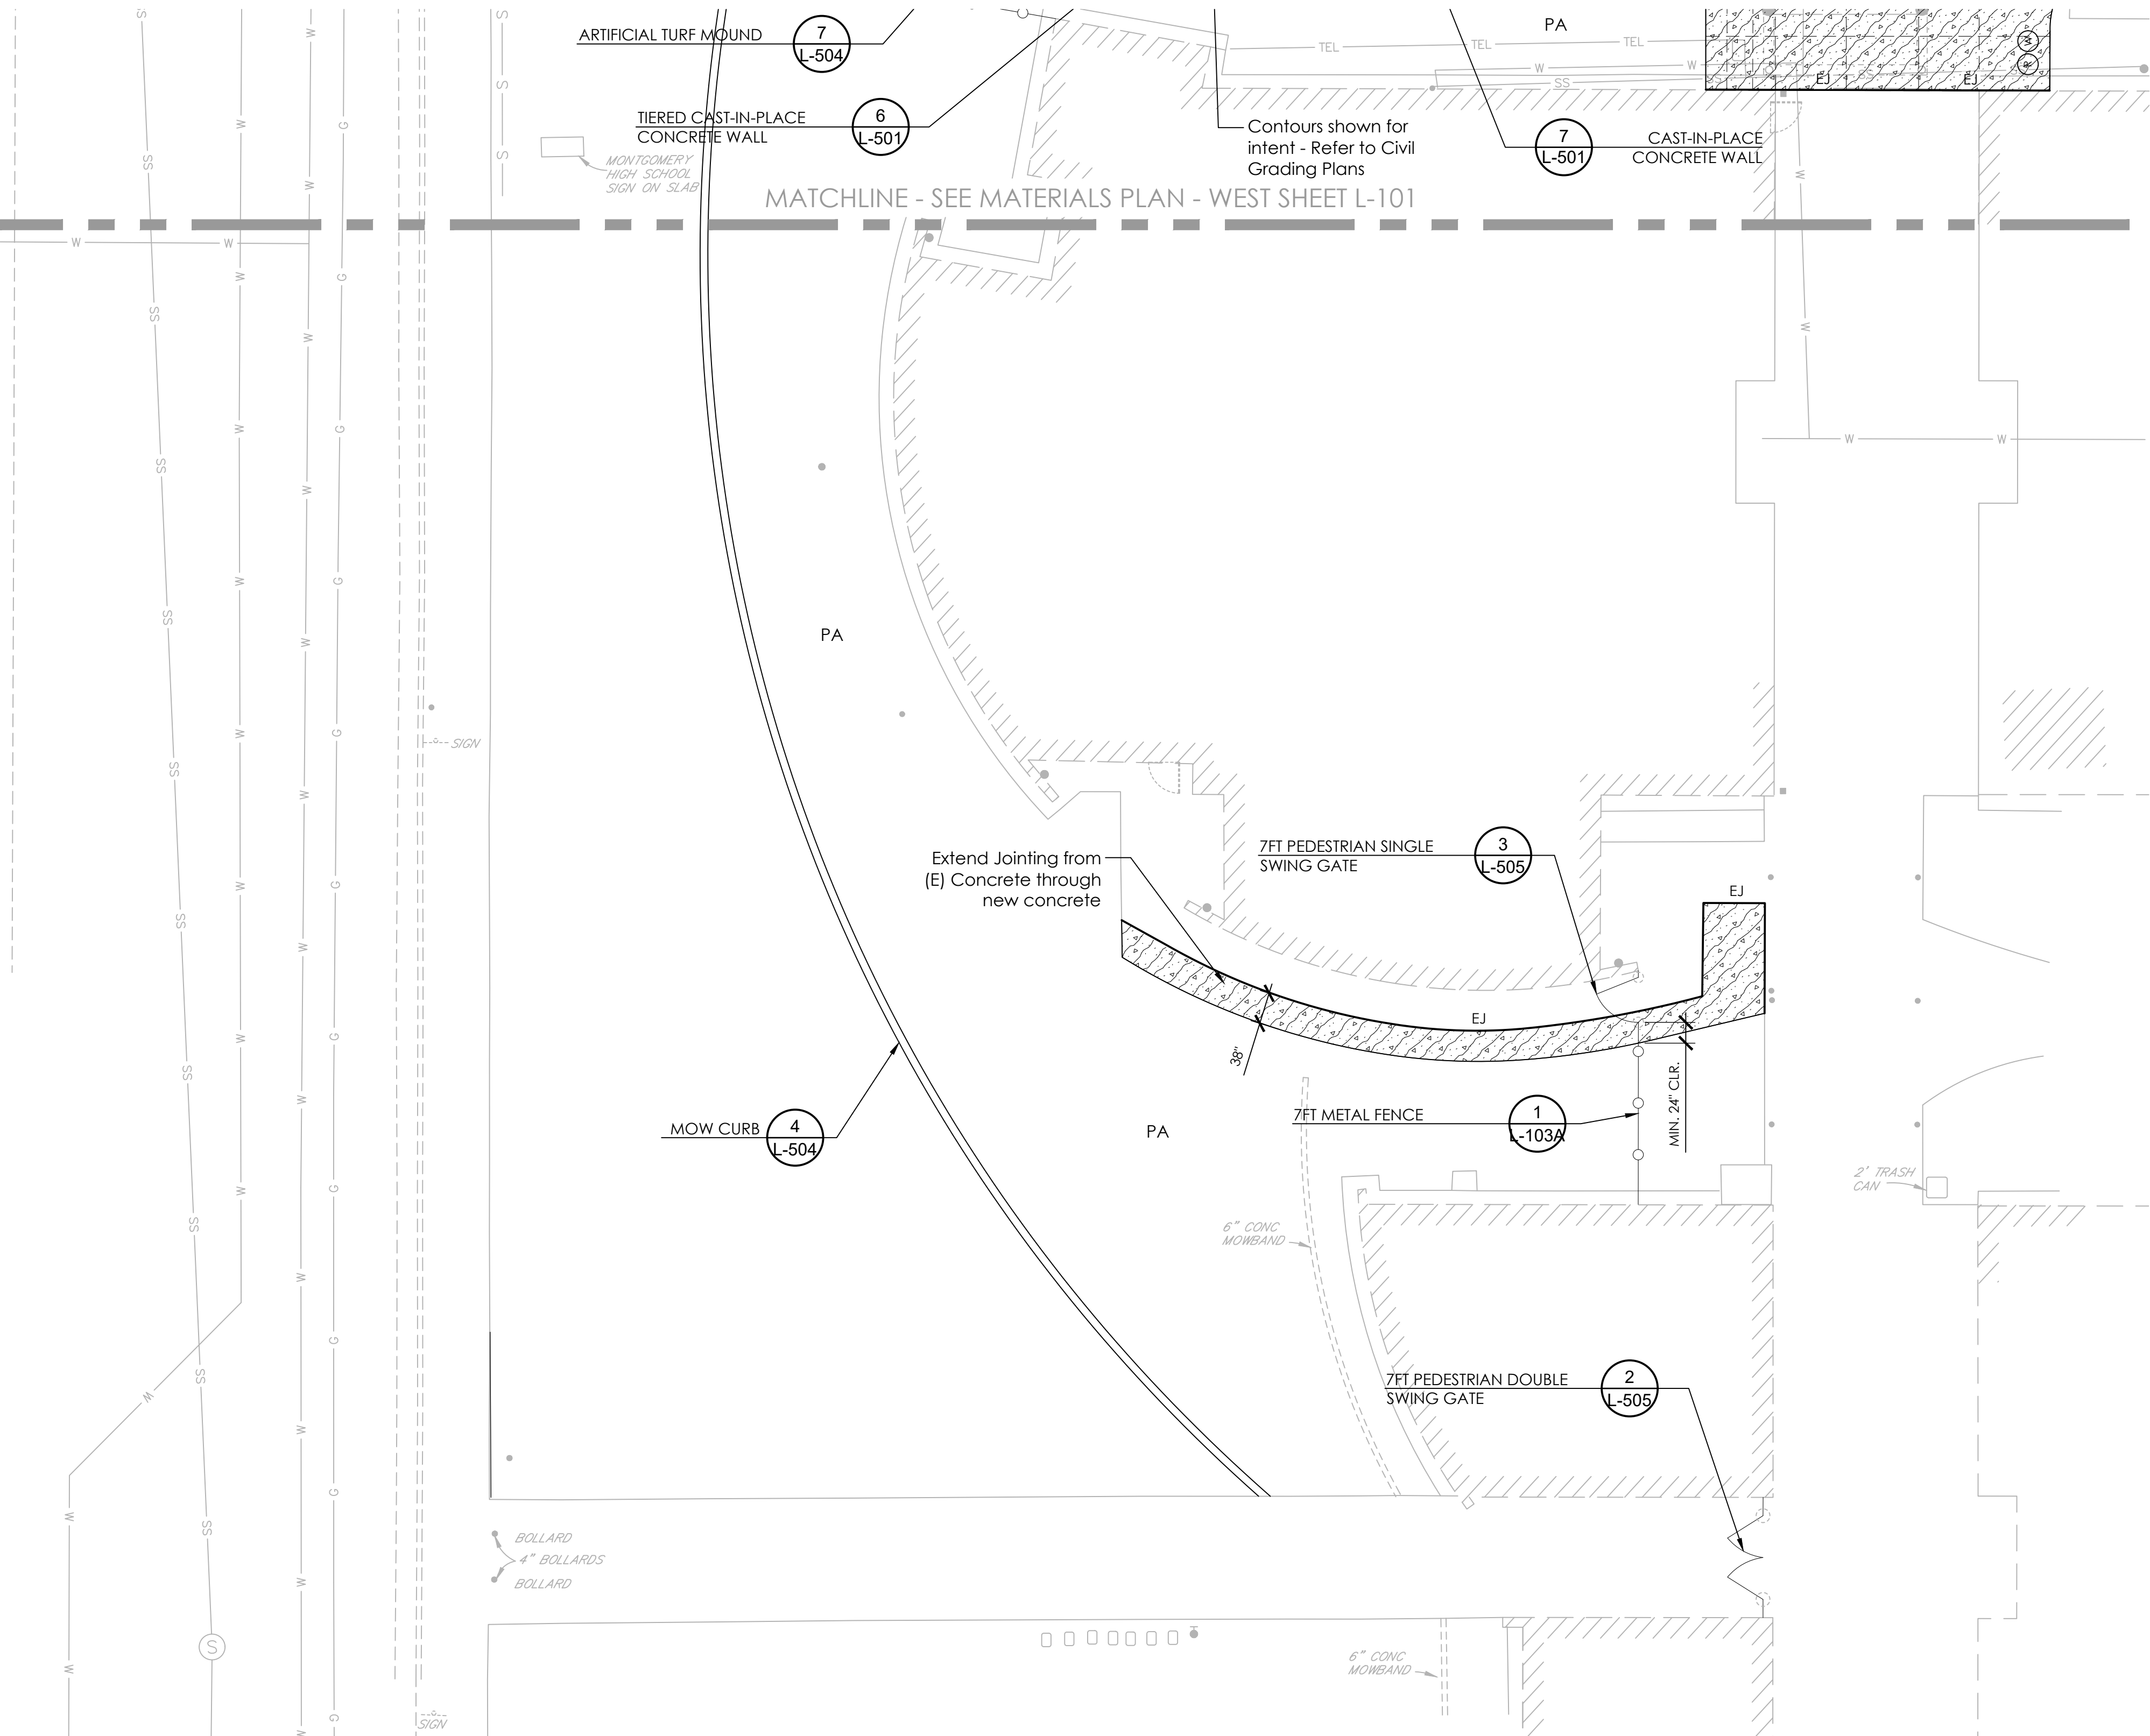 ARTIFICIAL TURF MOUND
7
L-504
TIERED CAST-IN-PLACE
CONCRETE WALL
6
L-501
MONTGOMERY
HIGH SCHOOL
SIGN ON SLAB
Contours shown for
intent - Refer to Civil
Grading Plans
PA
TEL
TEL
TEL
W
W
SS
SS
EJ
EJ
7
L-501
CAST-IN-PLACE
CONCRETE WALL
MATCHLINE - SEE MATERIALS PLAN - WEST SHEET L-101
W
W
W
W
PA
SIGN
Extend Jointing from
(E) Concrete through
new concrete
7FT PEDESTRIAN SINGLE
SWING GATE
3
L-505
EJ
EJ
38"
MIN. 24" CLR.
MOW CURB
4
L-504
PA
7FT METAL FENCE
1
L-103A
2' TRASH
CAN
6" CONC
MOWBAND
7FT PEDESTRIAN DOUBLE
SWING GATE
2
L-505
BOLLARD
4" BOLLARDS
BOLLARD
S
6" CONC
MOWBAND
SIGN